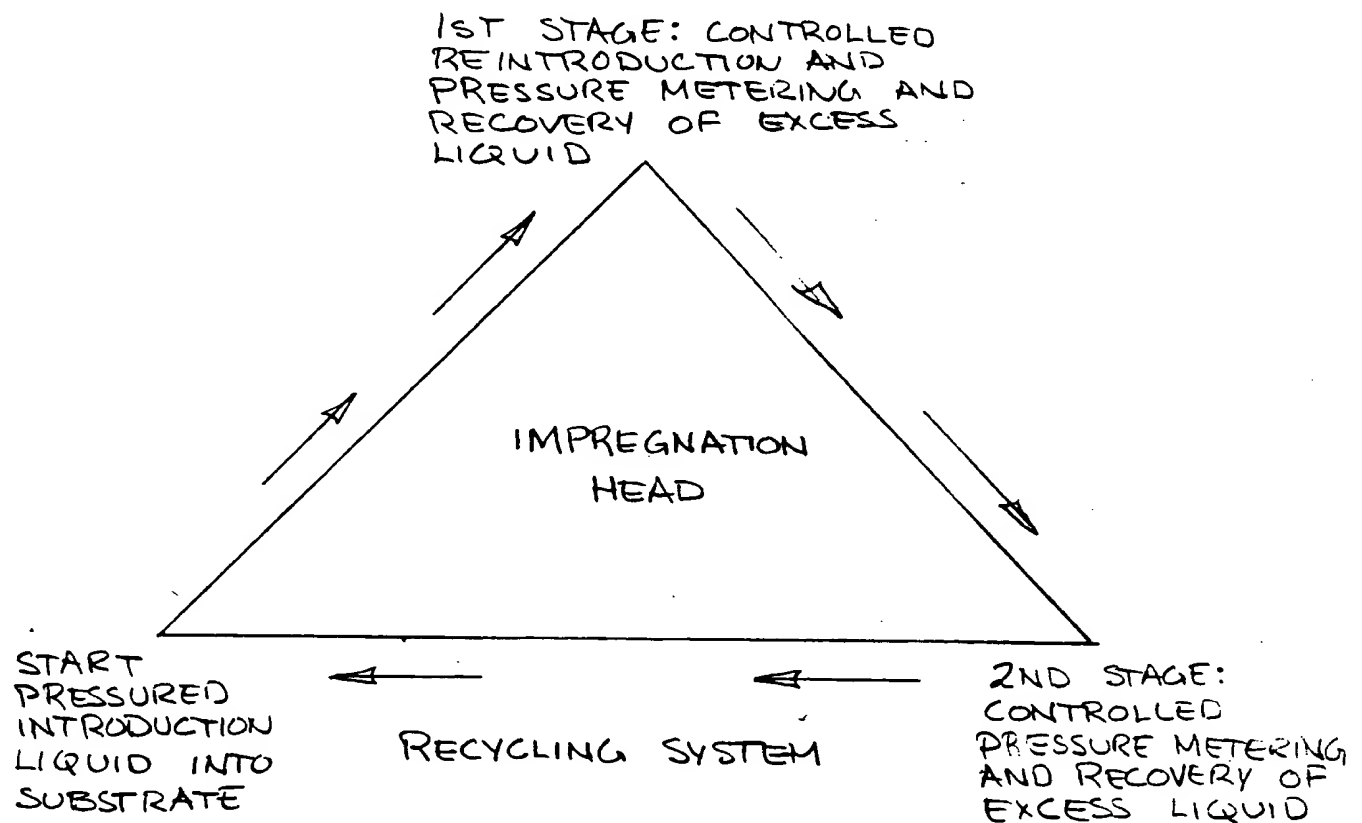 1ST STAGE: CONTROLLED
REINTRODUCTION AND
PRESSURE METERING AND
RECOVERY OF EXCESS
LIQUID
IMPREGNATION
HEAD
START
PRESSURED
INTRODUCTION
LIQUID INTO
SUBSTRATE
RECYCLING SYSTEM
2ND STAGE:
CONTROLLED
PRESSURE METERING
AND RECOVERY OF
EXCESS LIQUID